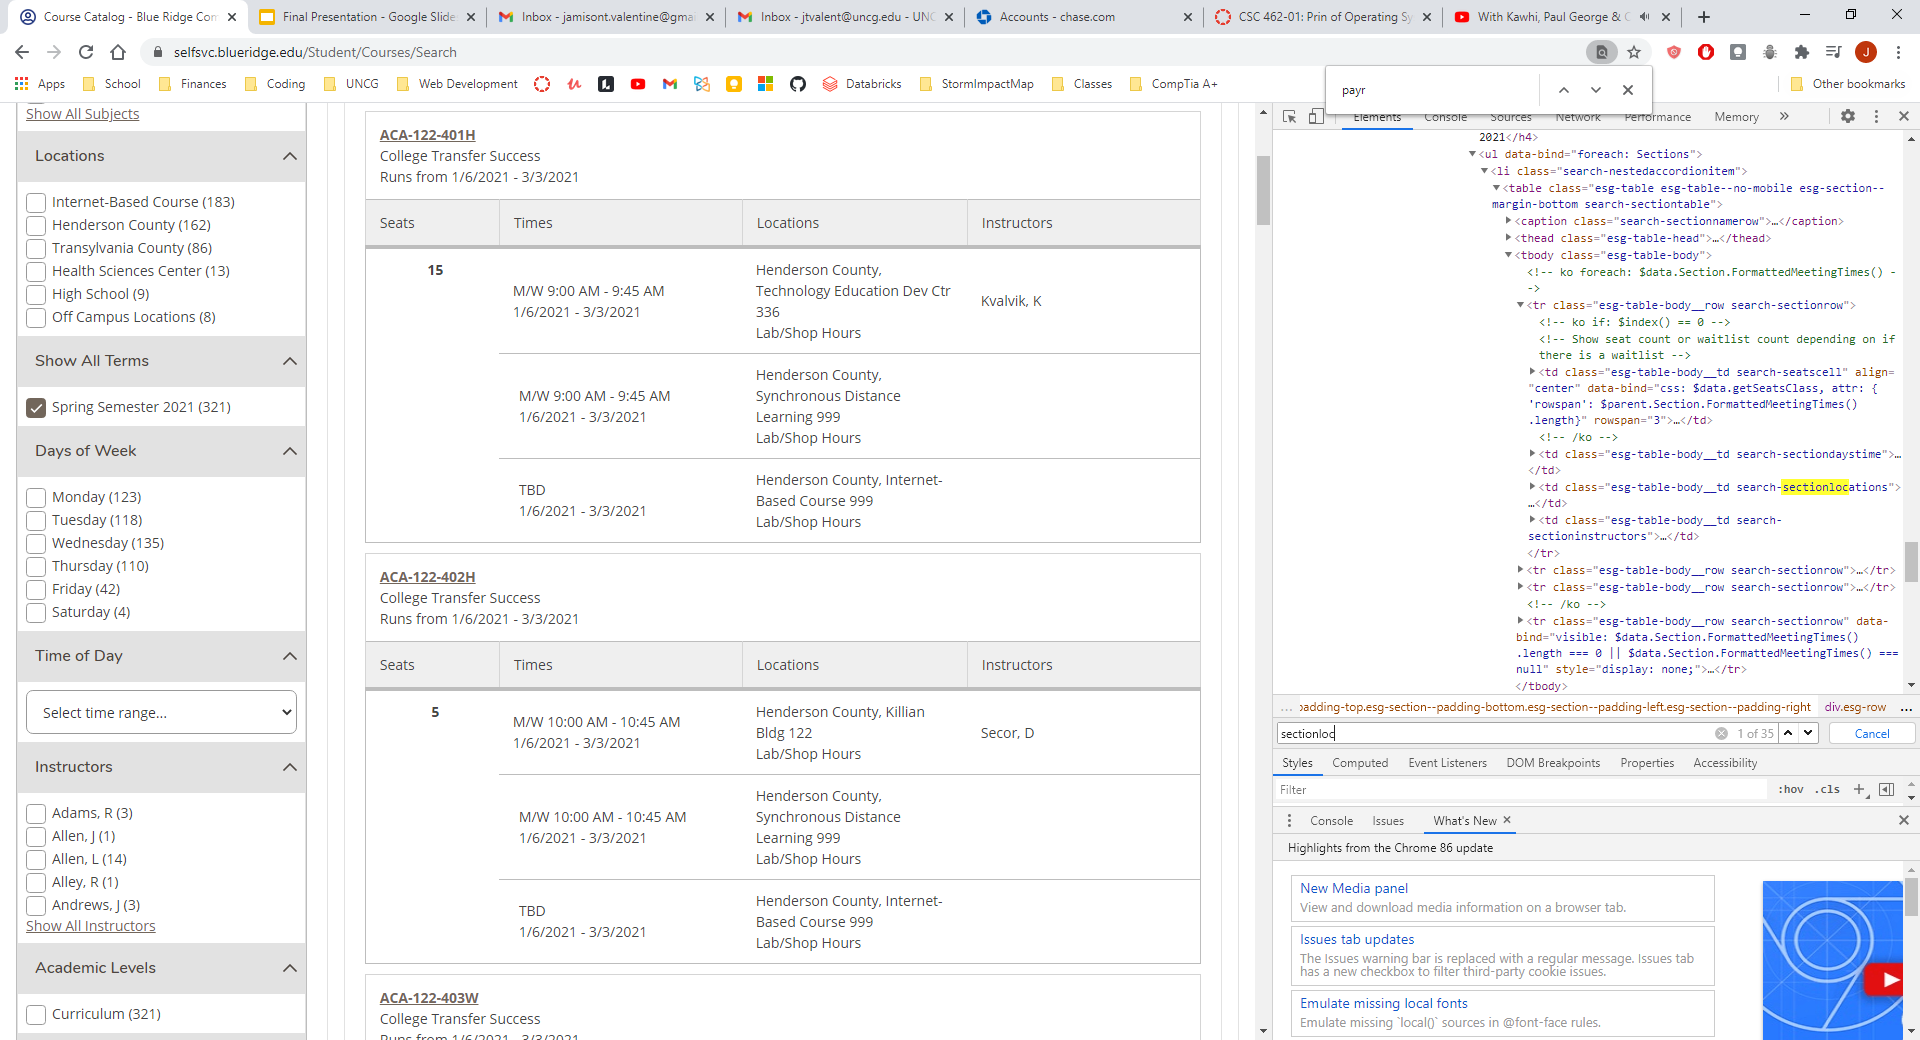 Course Catalog - Blue Ridge Com
Final Presentation - Google Slide
Inbox - jamisont.valentine@gmai
Inbox - jtvalent@uncg.edu - UNC
Accounts - chase.com
CSC 462-01: Prin of Operating Sy
With Kawhi, Paul George & C
selfsvc.blueridge.edu/Student/Courses/Search
Apps
School
Finances
Coding
UNCG
Web Development
Databricks
StormImpactMap
Classes
CompTia A+
Other bookmarks
payr
Show All Subjects
Locations
Internet-Based Course (183)
Henderson County (162)
Transylvania County (86)
Health Sciences Center (13)
High School (9)
Off Campus Locations (8)
Show All Terms
Spring Semester 2021 (321)
Days of Week
Monday (123)
Tuesday (118)
Wednesday (135)
Thursday (110)
Friday (42)
Saturday (4)
Time of Day
Select time range...
Instructors
Adams, R (3)
Allen, J (1)
Allen, L (14)
Alley, R (1)
Andrews, J (3)
Show All Instructors
Academic Levels
Curriculum (321)
ACA-122-401H
College Transfer Success
Runs from 1/6/2021 - 3/3/2021
Seats Times Locations Instructors
15
M/W 9:00 AM - 9:45 AM
1/6/2021 - 3/3/2021
Henderson County,
Technology Education Dev Ctr
336
Lab/Shop Hours
Kvalvik, K
M/W 9:00 AM - 9:45 AM
1/6/2021 - 3/3/2021
Henderson County,
Synchronous Distance
Learning 999
Lab/Shop Hours
TBD
1/6/2021 - 3/3/2021
Henderson County, Internet-
Based Course 999
Lab/Shop Hours
ACA-122-402H
College Transfer Success
Runs from 1/6/2021 - 3/3/2021
Seats Times Locations Instructors
5
M/W 10:00 AM - 10:45 AM
1/6/2021 - 3/3/2021
Henderson County, Killian
Bldg 122
Lab/Shop Hours
Secor, D
M/W 10:00 AM - 10:45 AM
1/6/2021 - 3/3/2021
Henderson County,
Synchronous Distance
Learning 999
Lab/Shop Hours
TBD
1/6/2021 - 3/3/2021
Henderson County, Internet-
Based Course 999
Lab/Shop Hours
ACA-122-403W
College Transfer Success
Runs from 1/6/2021 - 3/3/2021
Elements Console Sources Network Performance Memory
2021</h4>
<ul data-bind="foreach: Sections">
<li class="search-nestedaccordionitem">
<table class="esg-table esg-table--no-mobile esg-section--
margin-bottom search-sectiontable">
<caption class="search-sectionnamerow">…</caption>
<thead class="esg-table-head">…</thead>
<tbody class="esg-table-body">
<!-- ko foreach: $data.Section.FormattedMeetingTimes() -
->
<tr class="esg-table-body__row search-sectionrow">
<!-- ko if: $index() == 0 -->
<!-- Show seat count or waitlist count depending on if
there is a waitlist -->
<td class="esg-table-body__td search-seatscell" align=
"center" data-bind="css: $data.getSeatsClass, attr: {
'rowspan': $parent.Section.FormattedMeetingTimes()
.length}" rowspan="3">…</td>
<!-- /ko -->
<td class="esg-table-body__td search-sectiondaystime">…
</td>
<td class="esg-table-body__td search-sectionlocations">
…</td>
<td class="esg-table-body__td search-
sectioninstructors">…</td>
</tr>
<tr class="esg-table-body__row search-sectionrow">…</tr>
<tr class="esg-table-body__row search-sectionrow">…</tr>
<!-- /ko -->
<tr class="esg-table-body__row search-sectionrow" data-
bind="visible: $data.Section.FormattedMeetingTimes()
.length === 0 || $data.Section.FormattedMeetingTimes() ===
null" style="display: none;">…</tr>
</tbody>
... padding-top.esg-section--padding-bottom.esg-section--padding-left.esg-section--padding-right div.esg-row ...
sectionloc
1 of 35
Cancel
Styles Computed Event Listeners DOM Breakpoints Properties Accessibility
Filter
:hov .cls +
Console Issues What's New
Highlights from the Chrome 86 update
New Media panel
View and download media information on a browser tab.
Issues tab updates
The Issues warning bar is replaced with a regular message. Issues tab
has a new checkbox to filter third-party cookie issues.
Emulate missing local fonts
Emulate missing `local()` sources in @font-face rules.